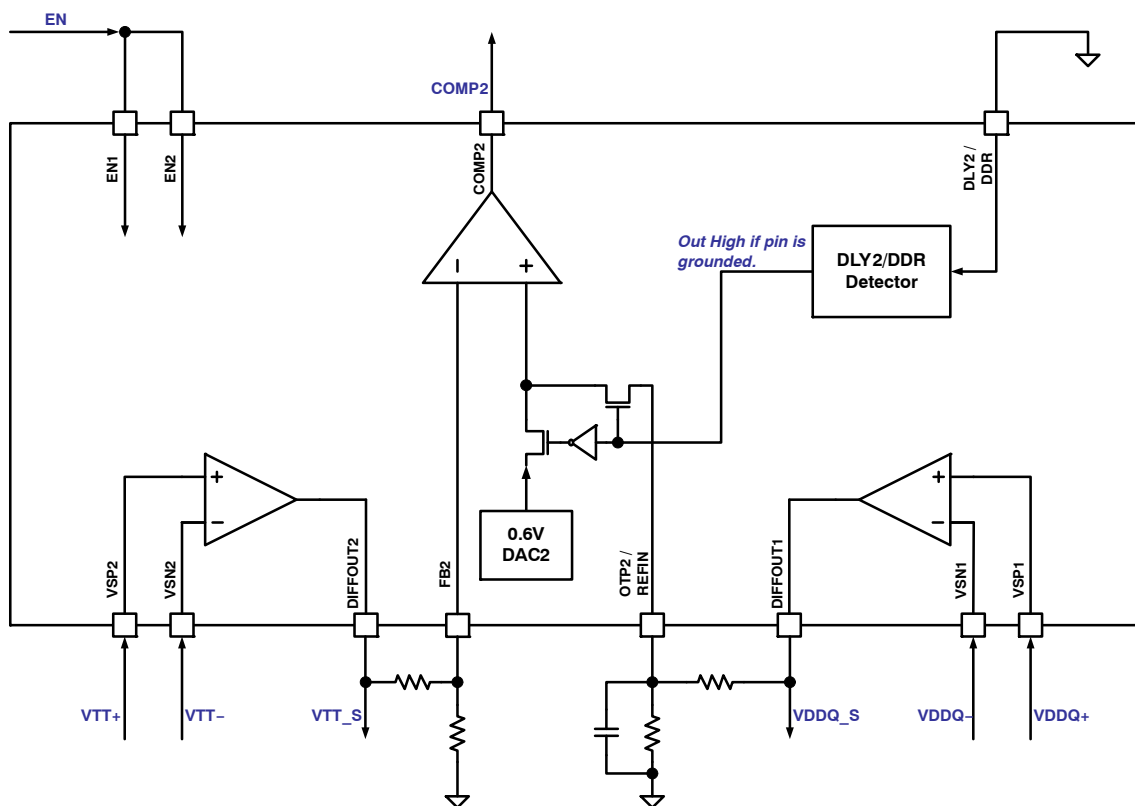 EN
COMP2
EN1
EN2
COMP2
DLY2 /
DDR
Out High if pin is
grounded.
DLY2/DDR
Detector
−
+
+
−
0.6V
DAC2
+
−
VSP2
VSN2
DIFFOUT2
FB2
OTP2 /
REFIN
DIFFOUT1
VSN1
VSP1
VTT+
VTT−
VTT_S
VDDQ_S
VDDQ−
VDDQ+